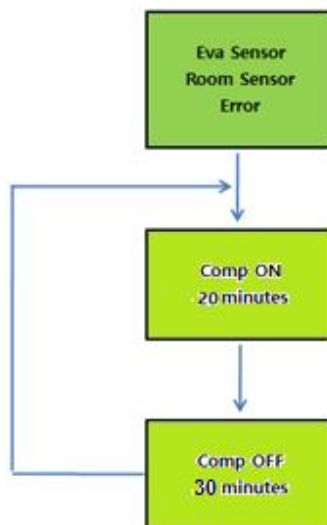 Eva Sensor
Room Sensor
Error
Comp ON
20 minutes
Comp OFF
30 minutes